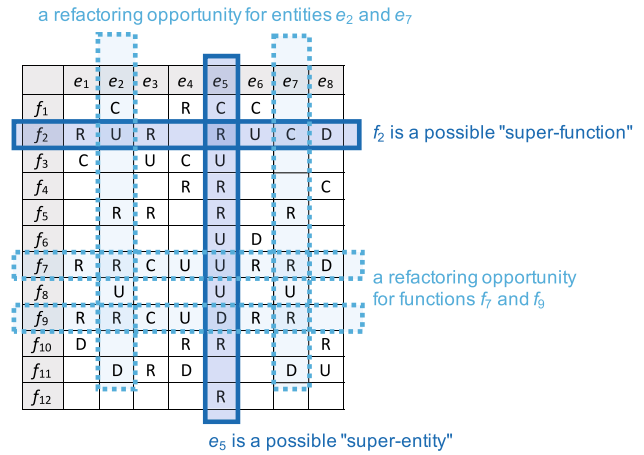 a refactoring opportunity for entities e2 and e7
e1 e2 e3 e4 e5 e6 e7 e8
f1 C R C C
f2 R U R R U C D
f2 is a possible "super-function"
f3 C U C U
f4 R R C
f5 R R R R
f6 U D
f7 R R C U U R R D
a refactoring opportunity
for functions f7 and f9
f8 U U U
f9 R R C U D R R
f10 D R R R
f11 D R D D U
f12 R
e5 is a possible "super-entity"